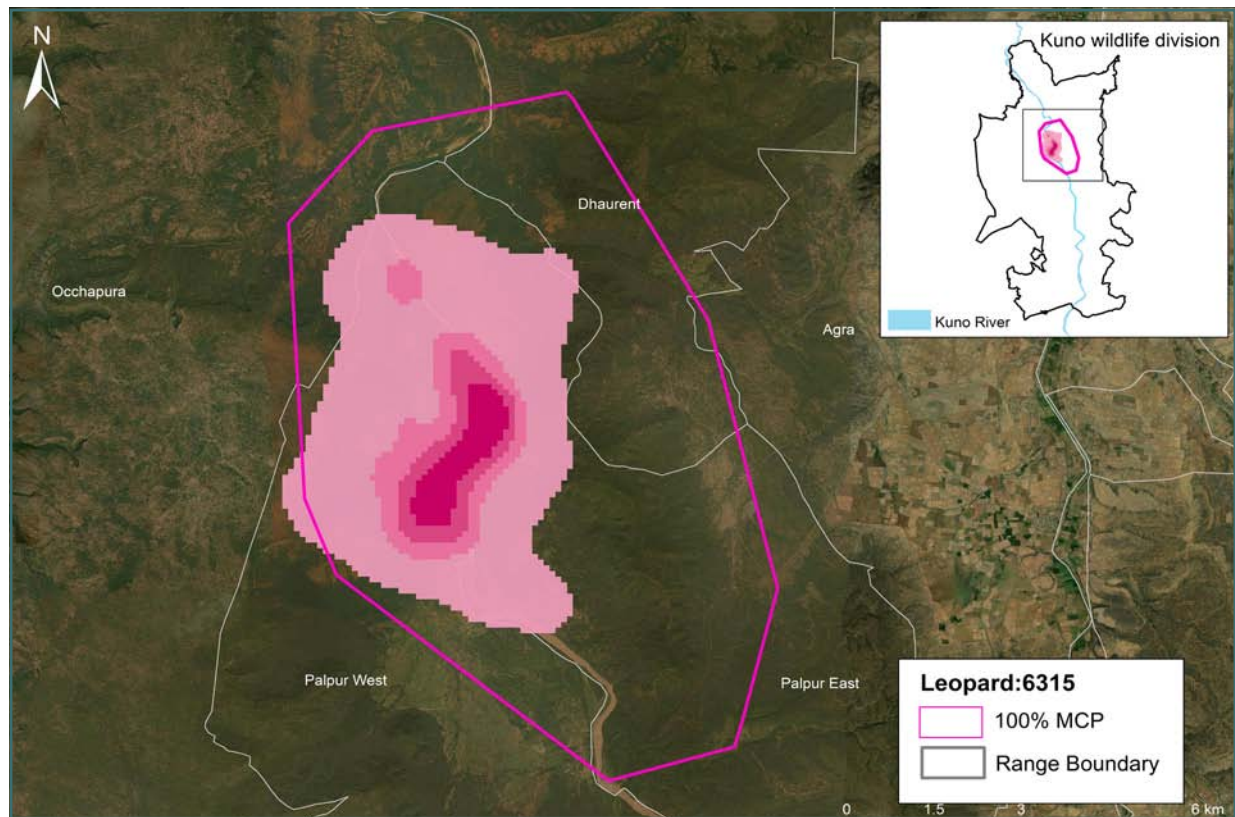 N
Kuno wildlife division
Kuno River
Dhaurent
Occhapura
Agra
Palpur West
Palpur East
Leopard:6315
100% MCP
Range Boundary
0 1.5 3 6 km